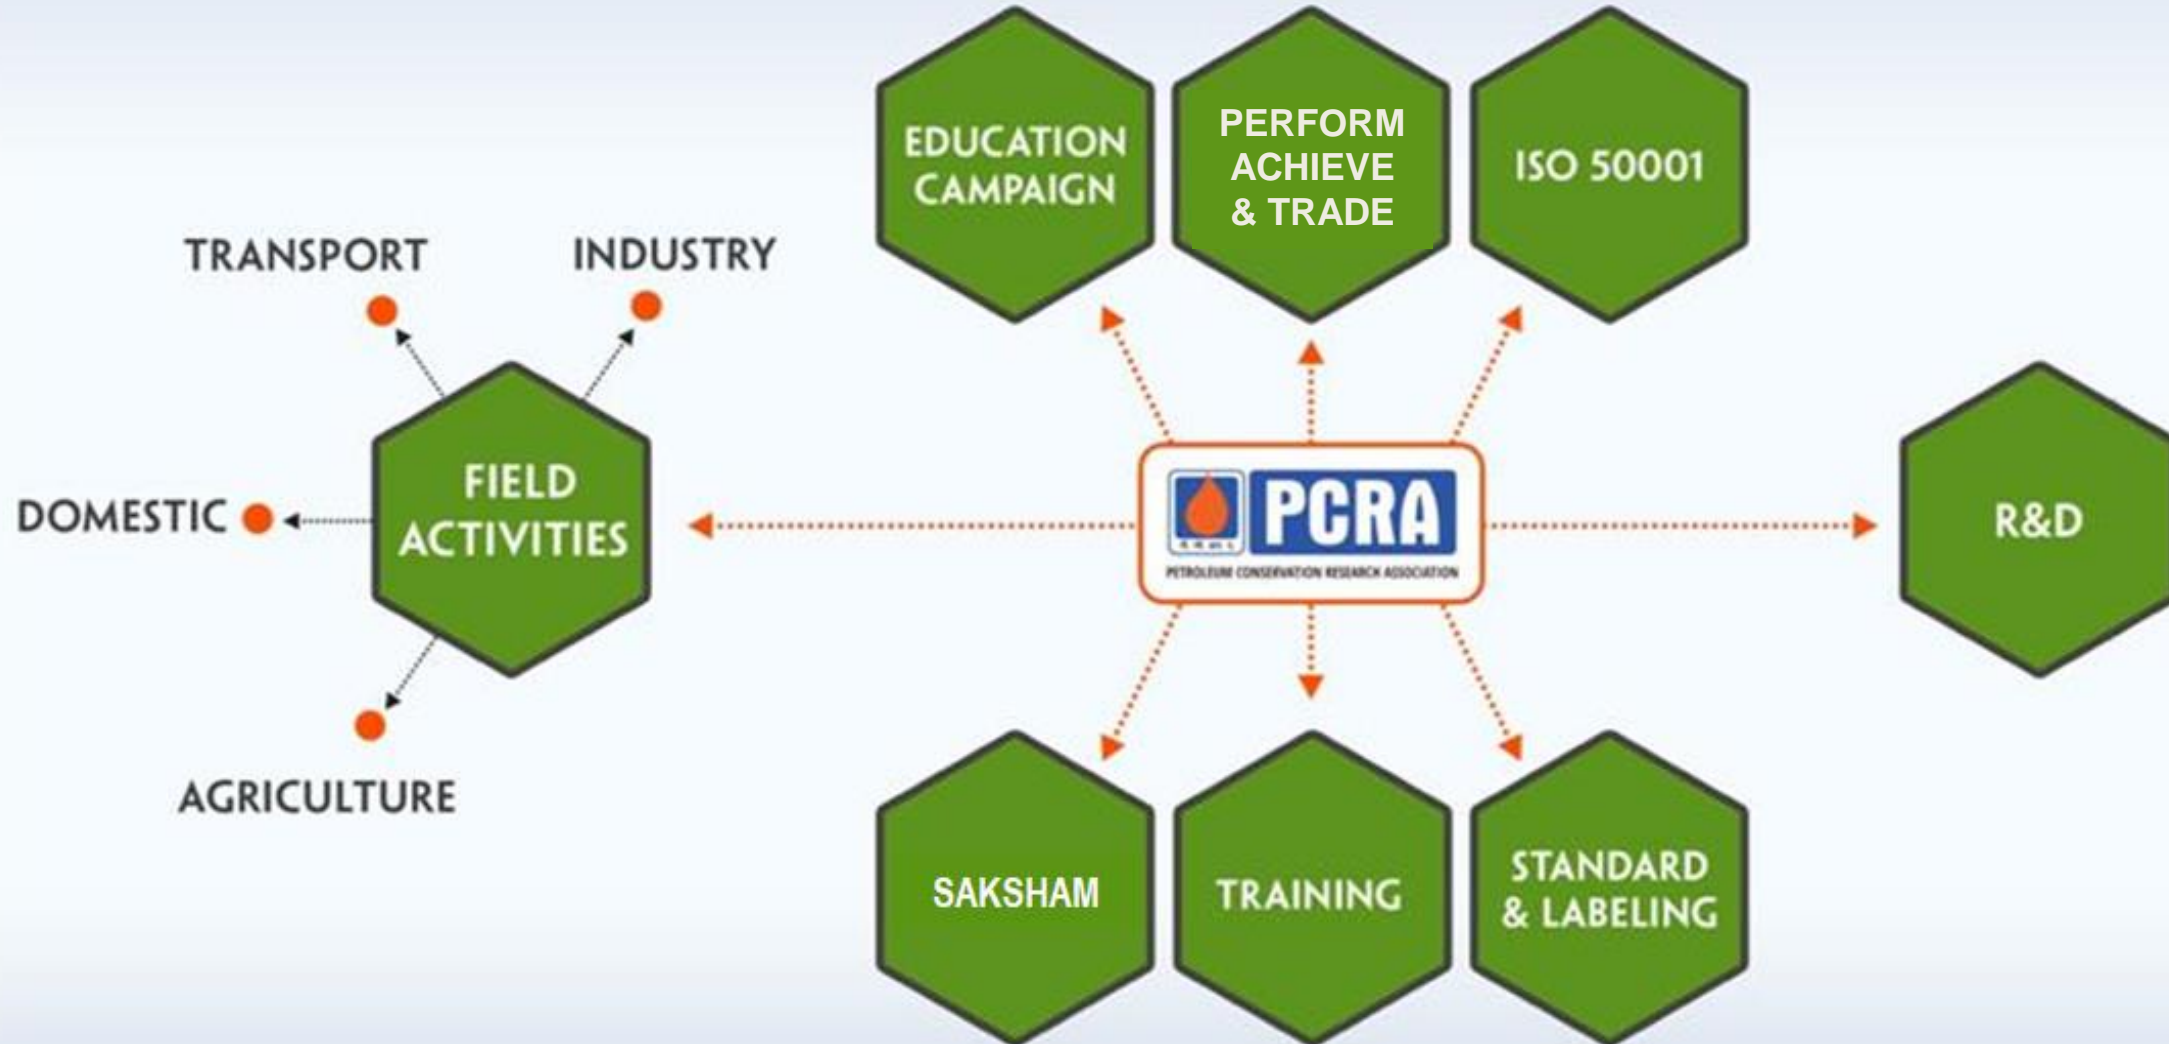 EDUCATION
CAMPAIGN
PERFORM
ACHIEVE
& TRADE
ISO 50001
TRANSPORT
INDUSTRY
FIELD
ACTIVITIES
DOMESTIC
AGRICULTURE
PCRA
PETROLEUM CONSERVATION RESEARCH ASSOCIATION
R&D
SAKSHAM
TRAINING
STANDARD
& LABELING